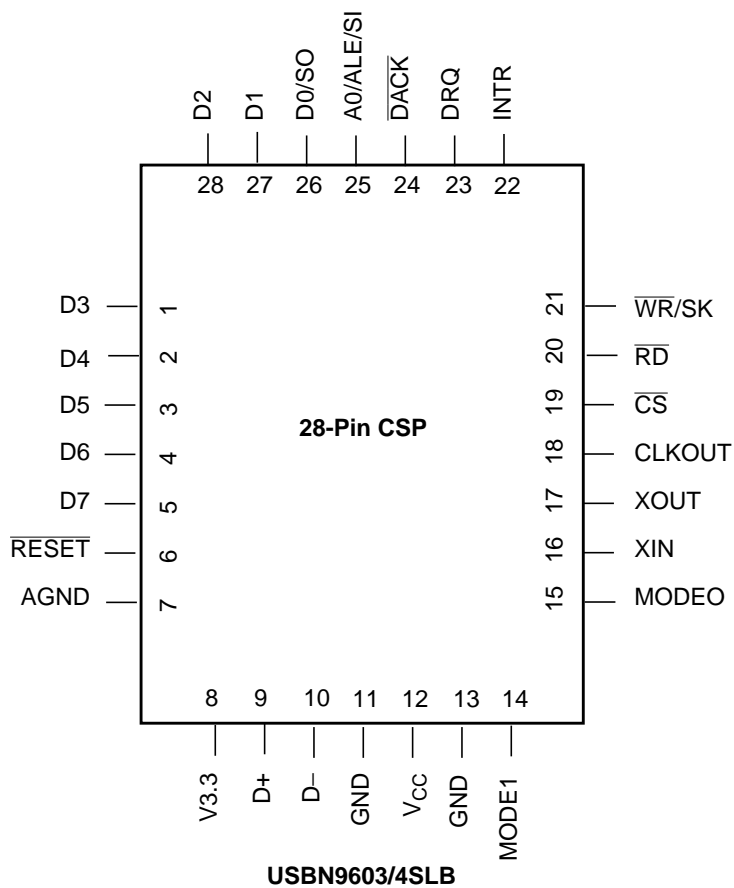 D2 D1 D0/SO A0/ALE/SI DACK DRQ INTR
28 27 26 25 24 23 22
D3 1 21 WR/SK
D4 2 20 RD
D5 3 19 CS
28-Pin CSP
D6 4 18 CLKOUT
D7 5 17 XOUT
RESET 6 16 XIN
AGND 7 15 MODEO
8 9 10 11 12 13 14
V3.3 D+ D– GND VCC GND MODE1
USBN9603/4SLB